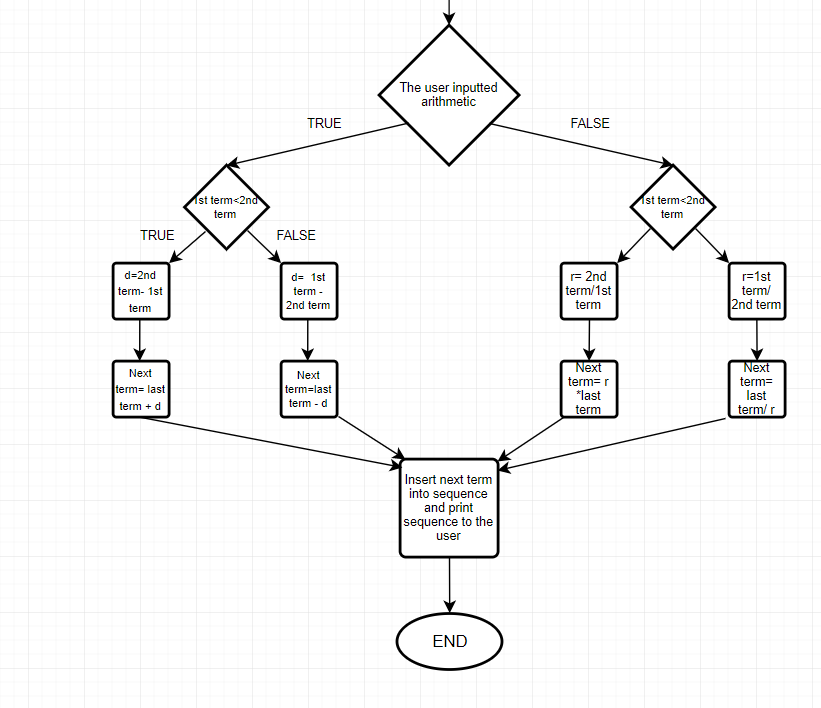 The user inputted
arithmetic
TRUE
FALSE
1st term<2nd
term
1st term<2nd
term
TRUE
FALSE
d=2nd
term- 1st
term
d= 1st
term -
2nd term
r= 2nd
term/1st
term
r=1st
term/
2nd term
Next
term= last
term + d
Next
term=last
term - d
Next
term= r
*last
term
Next
term=
last
term/ r
Insert next term
into sequence
and print
sequence to the
user
END